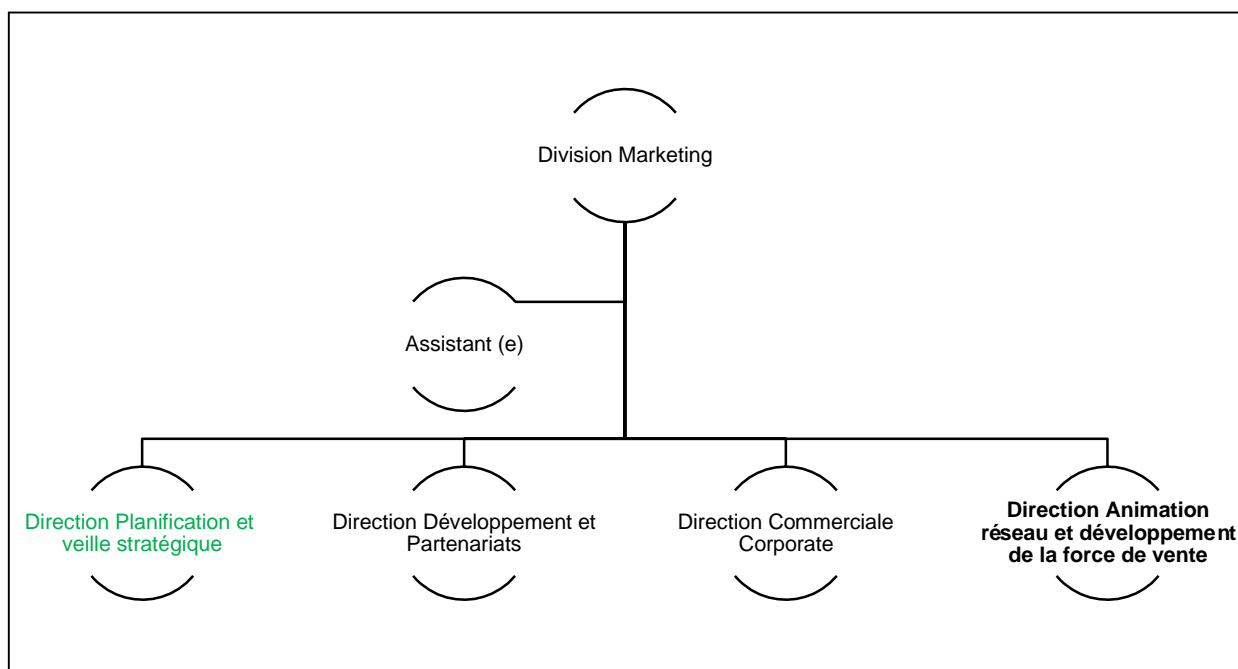 Division Marketing
Assistant (e)
Direction Planification et
veille stratégique
Direction Développement et
Partenariats
Direction Commerciale
Corporate
Direction Animation
réseau et développement
de la force de vente